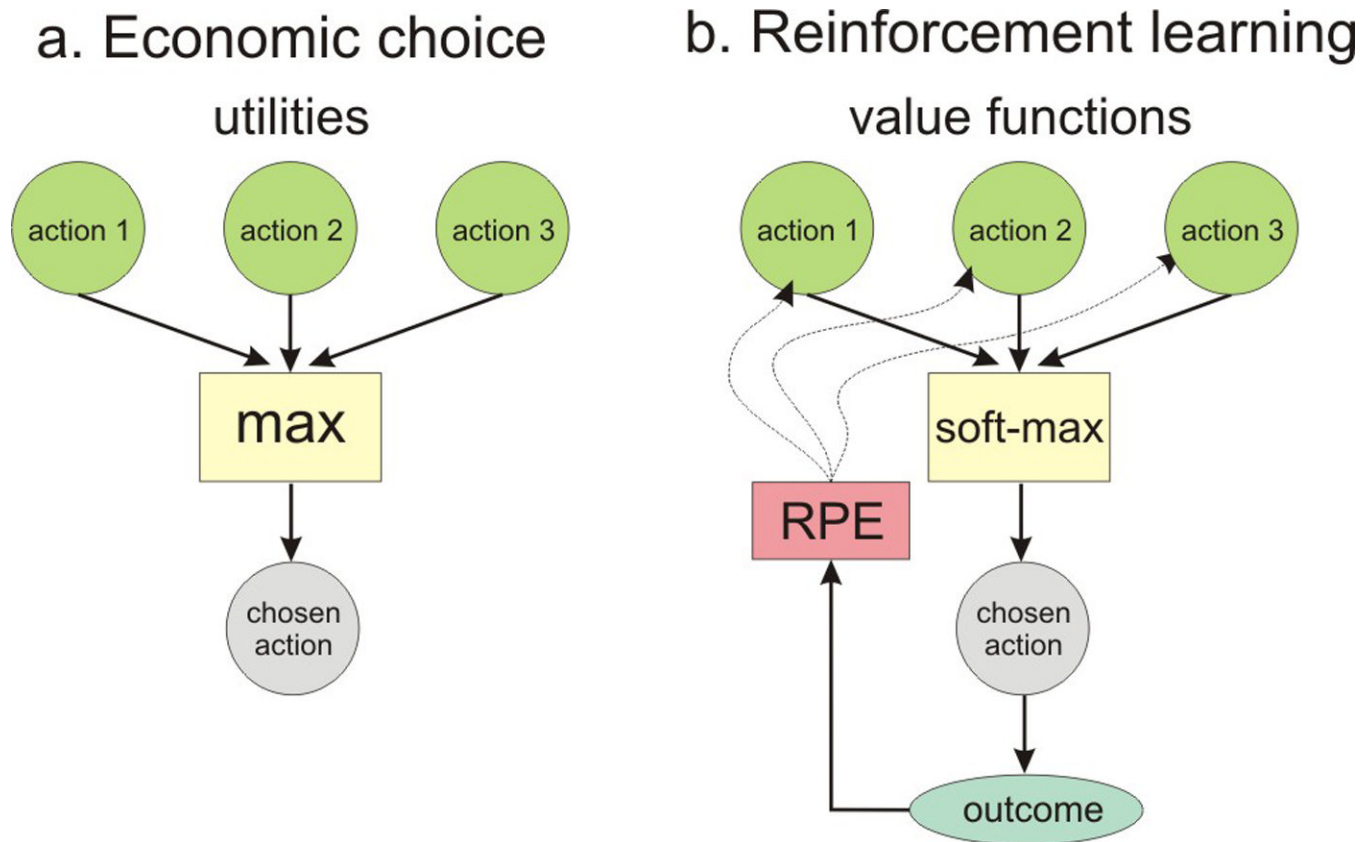 a. Economic choice
utilities
action 1
action 2
action 3
max
chosen
action
b. Reinforcement learning
value functions
action 1
action 2
action 3
soft-max
RPE
chosen
action
outcome